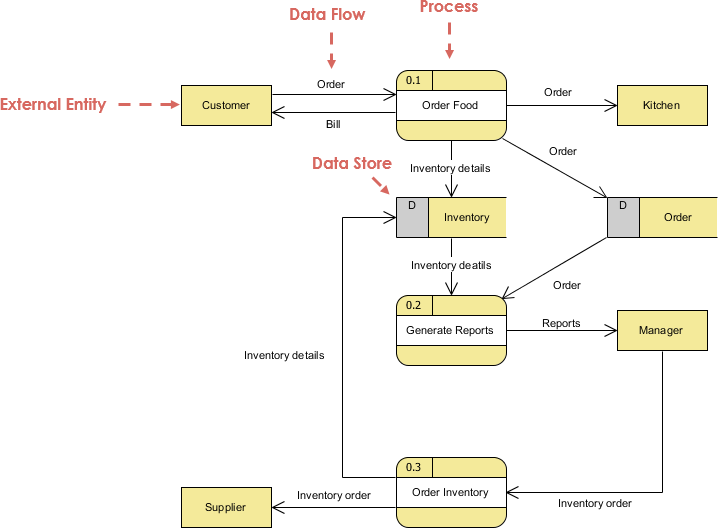 Process
Data Flow
0.1
Order
Order
External Entity
Customer
Order Food
Kitchen
Bill
Order
Data Store
Inventory details
D
Inventory
D
Order
Inventory deatils
Order
0.2
Reports
Generate Reports
Manager
Inventory details
0.3
Order Inventory
Inventory order
Inventory order
Supplier